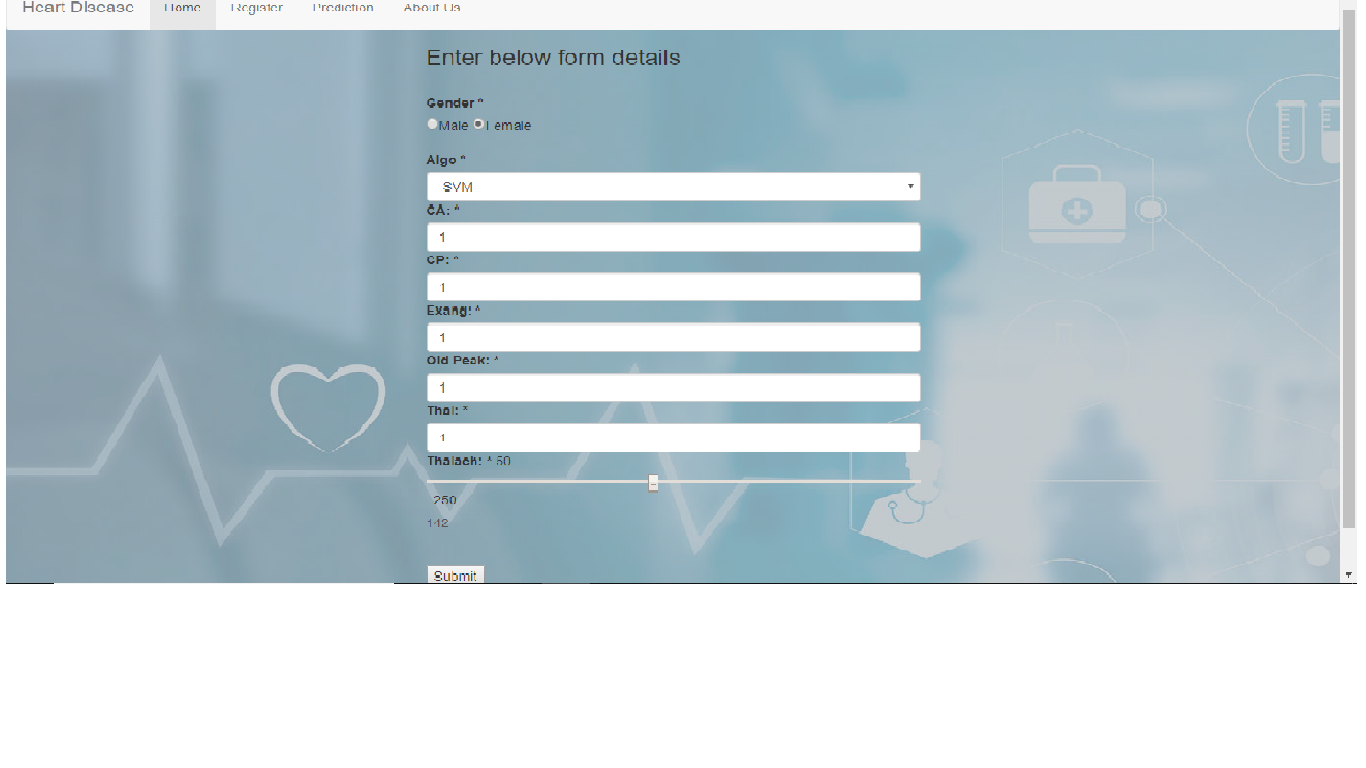 Heart Disease Home Register Prediction About Us
Enter below form details
Gender *
Male Female
Algo *
SVM
CA: *
1
CP: *
1
Exang: *
1
Old Peak: *
1
Thal: *
1
Thalach: * 50
250
142
Submit